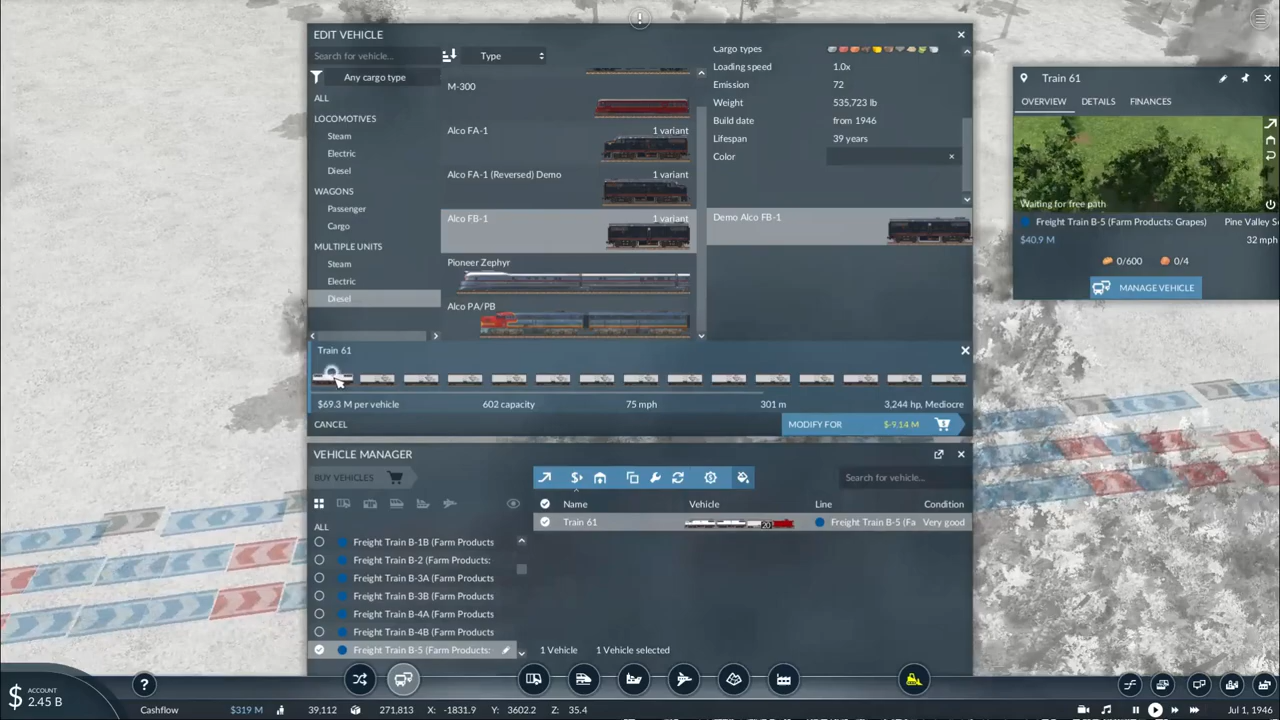 EDIT VEHICLE
Search for vehicle...
Type
Any cargo type
ALL
LOCOMOTIVES
Steam
Electric
Diesel
WAGONS
Passenger
Cargo
MULTIPLE UNITS
Steam
Electric
Diesel
M-300
Alco FA-1
1 variant
Alco FA-1 (Reversed) Demo
1 variant
Alco FB-1
1 variant
Pioneer Zephyr
Alco PA/PB
Cargo types
Loading speed 1.0x
Emission 72
Weight 535,723 lb
Build date from 1946
Lifespan 39 years
Color
Demo Alco FB-1
Train 61
$69.3 M per vehicle 602 capacity 75 mph 301 m 3,244 hp, Mediocre
CANCEL
MODIFY FOR $-9.14 M
VEHICLE MANAGER
BUY VEHICLES
Search for vehicle...
ALL
Freight Train B-1B (Farm Products
Freight Train B-2 (Farm Products:
Freight Train B-3A (Farm Products
Freight Train B-3B (Farm Products
Freight Train B-4A (Farm Products
Freight Train B-4B (Farm Products
Freight Train B-5 (Farm Products:
Name Vehicle Line Condition
Train 61 20 Freight Train B-5 (Fa Very good
1 Vehicle 1 Vehicle selected
Train 61
OVERVIEW DETAILS FINANCES
Waiting for free path
Freight Train B-5 (Farm Products: Grapes) Pine Valley S
$40.9 M 32 mph
0/600 0/4
MANAGE VEHICLE
$ ACCOUNT
2.45 B
?
Cashflow $319 M 39,112 271,813 X: -1831.9 Y: 3602.2 Z: 35.4
Jul 1, 1946